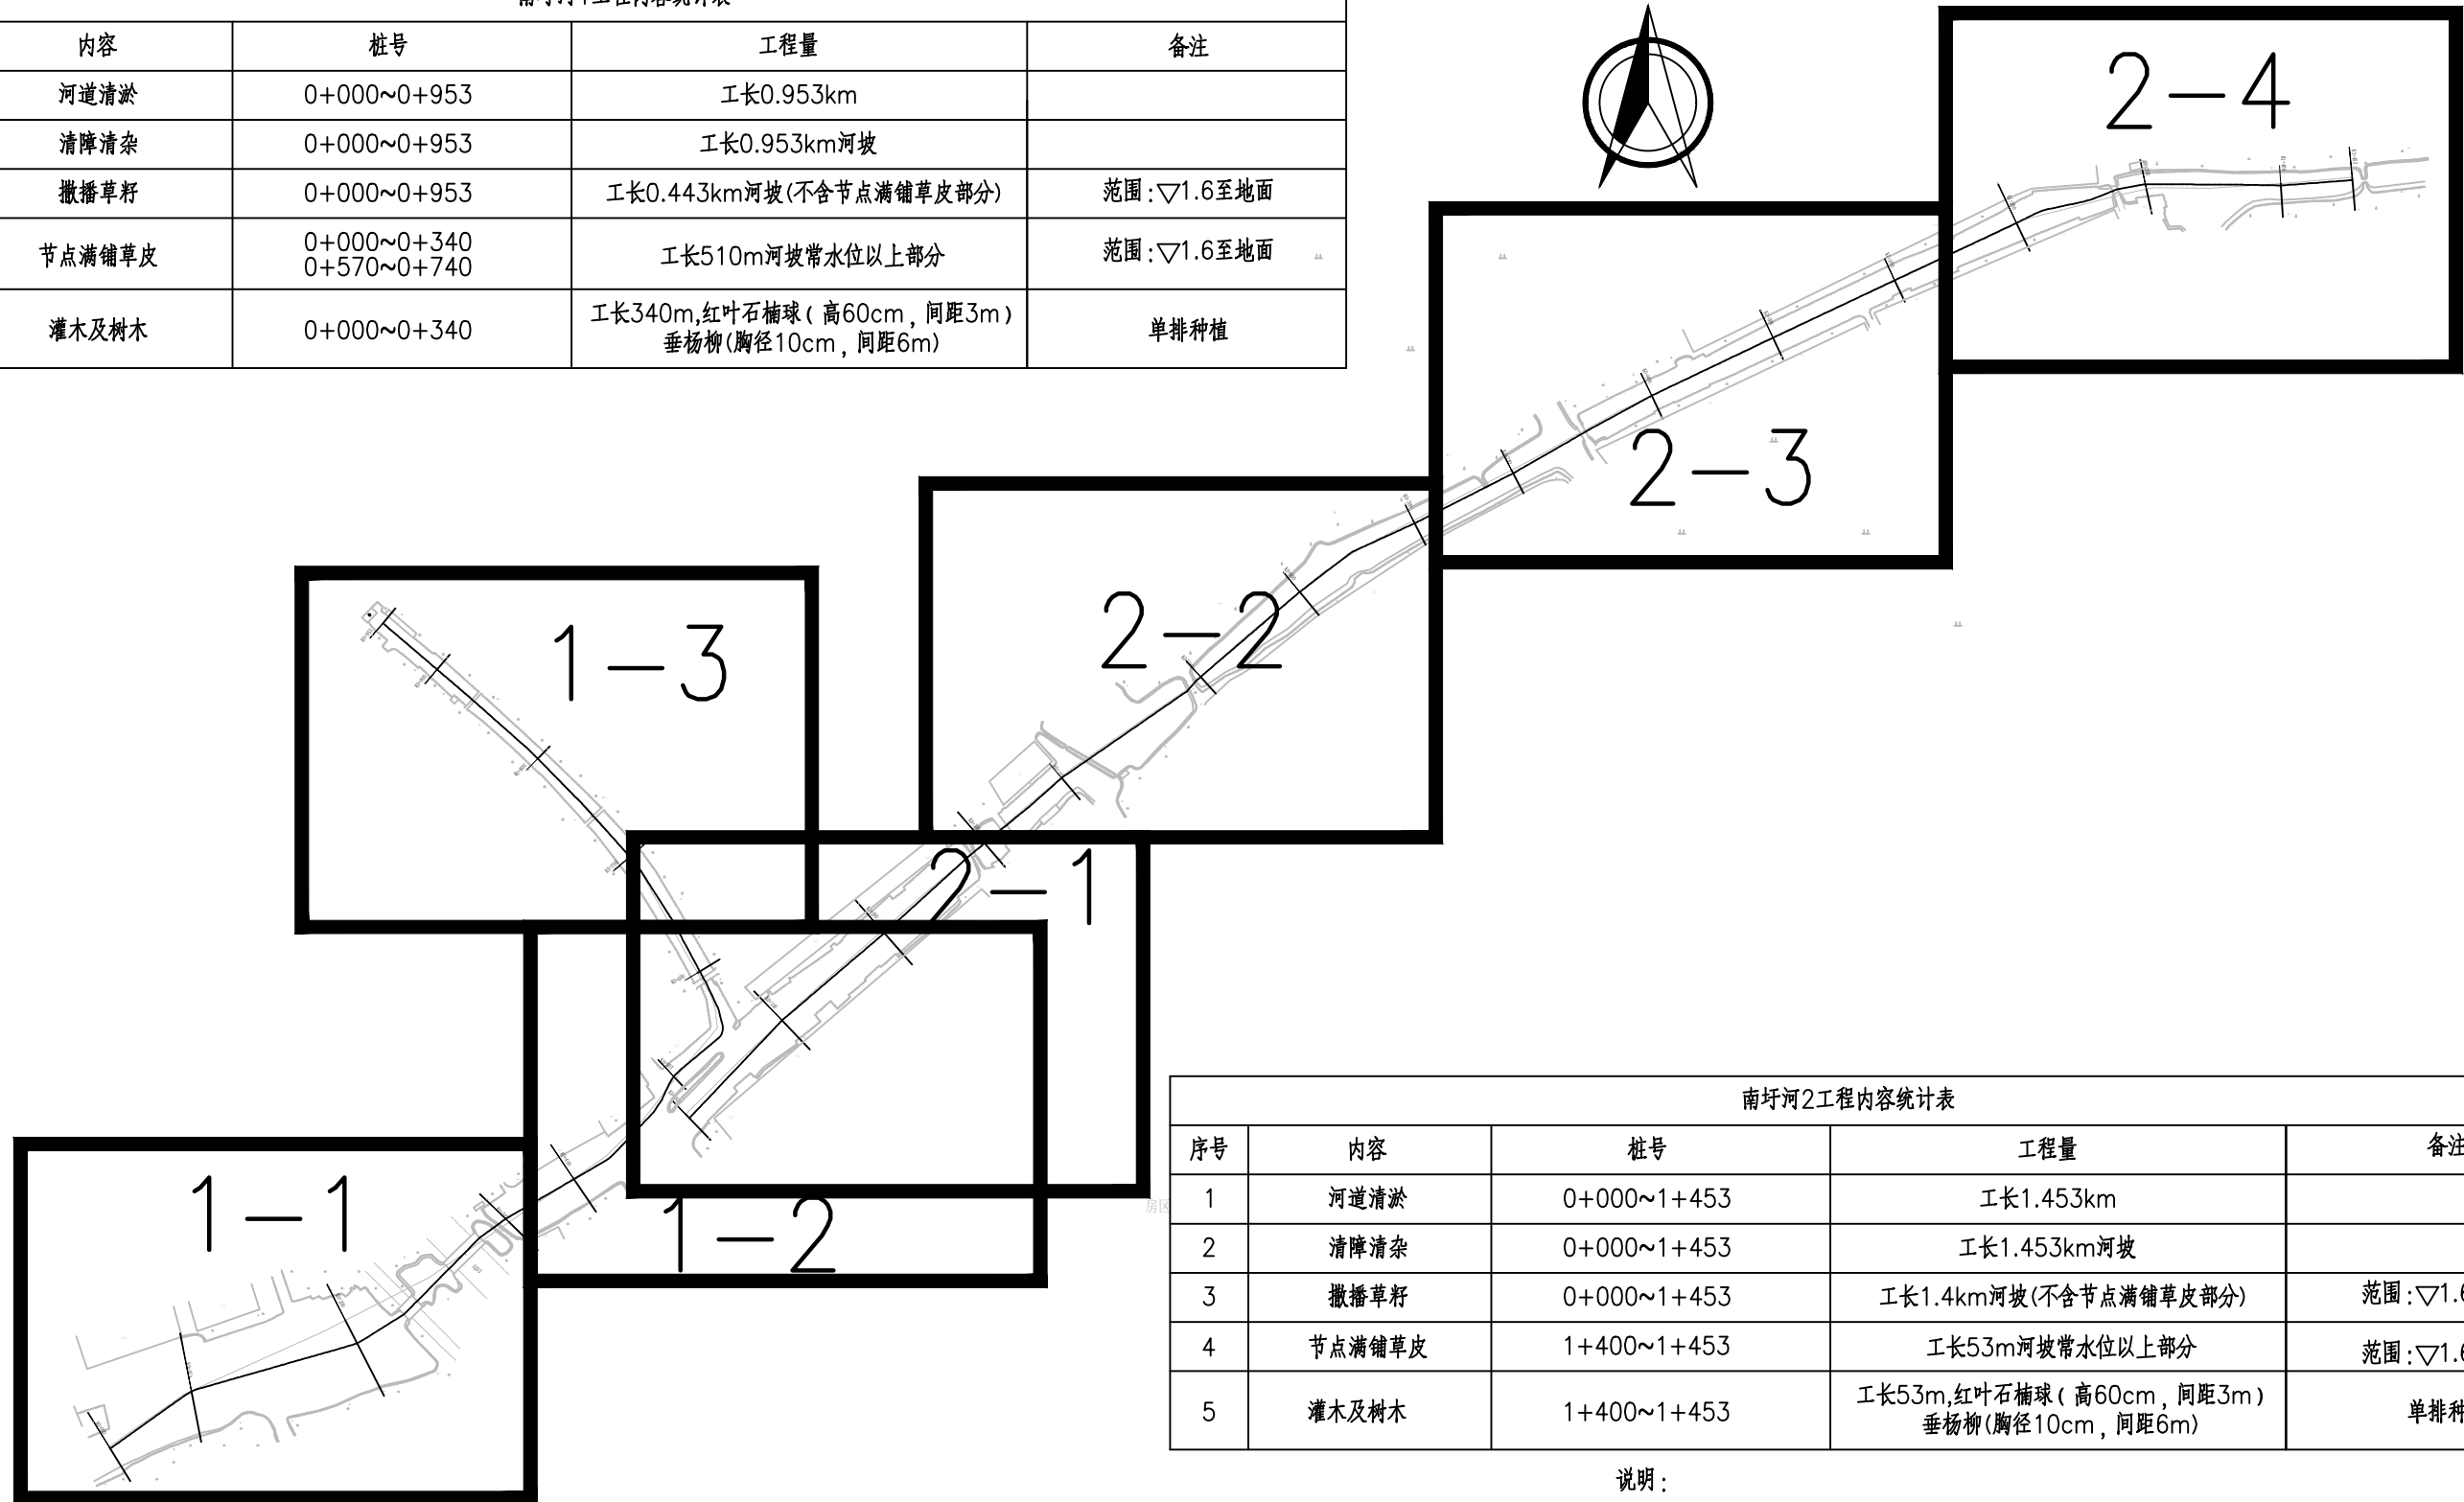 内容 桩号 工程量 备注
河道清淤 0+000~0+953 工长0.953km
清障清杂 0+000~0+953 工长0.953km河坡
撒播草籽 0+000~0+953 工长0.443km河坡(不含节点满铺草皮部分) 范围:▽1.6至地面
节点满铺草皮 0+000~0+340 工长510m河坡常水位以上部分 范围:▽1.6至地面
0+570~0+740
灌木及树木 0+000~0+340 工长340m,红叶石楠球(高60cm,间距3m) 单排种植
垂杨柳(胸径10cm,间距6m)
2-4
2-3
2-2
1-3
2-1
1-1
1-2
房区
南圩河2工程内容统计表
序号 内容 桩号 工程量 备注
1 河道清淤 0+000~1+453 工长1.453km
2 清障清杂 0+000~1+453 工长1.453km河坡
3 撒播草籽 0+000~1+453 工长1.4km河坡(不含节点满铺草皮部分) 范围:▽1.6
4 节点满铺草皮 1+400~1+453 工长53m河坡常水位以上部分 范围:▽1.6
5 灌木及树木 1+400~1+453 工长53m,红叶石楠球(高60cm,间距3m) 单排种
垂杨柳(胸径10cm,间距6m)
说明: